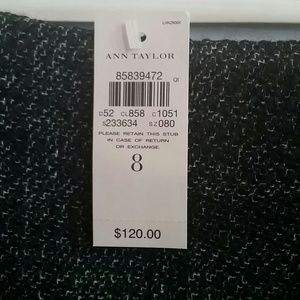 ANN TAYLOR
85839472
QI
D52 CL858 C1051
S233634 SZ080
PLEASE RETAIN THIS STUB
IN CASE OF RETURN
OR EXCHANGE.
8
$120.00